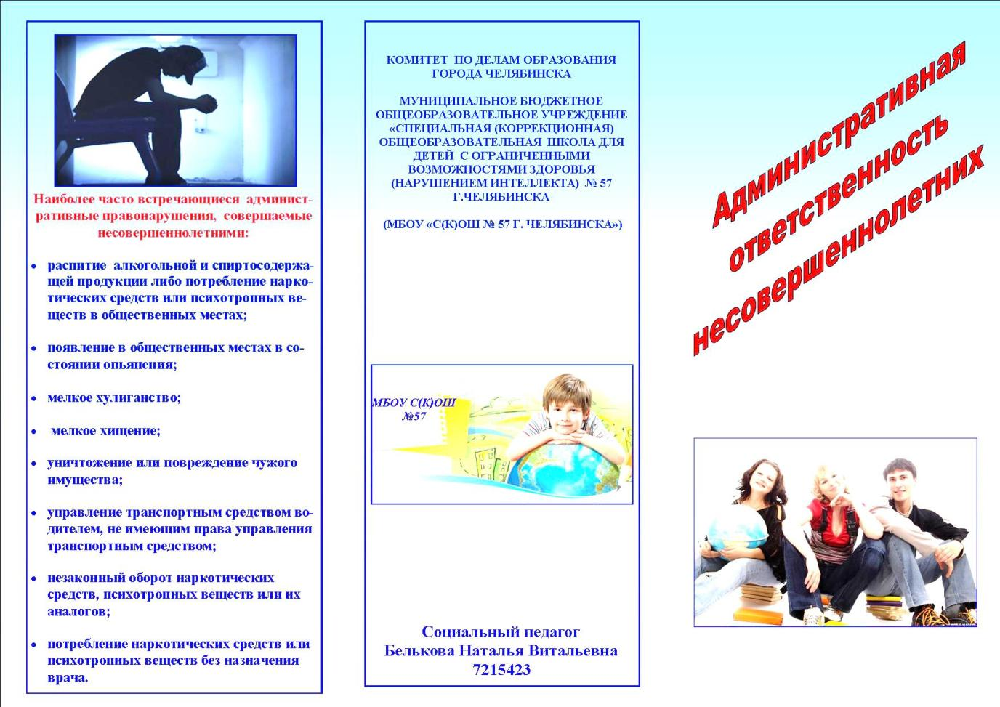 Наиболее часто встречающиеся админист-
ративные правонарушения, совершаемые
несовершеннолетними:
• распитие алкогольной и спиртосодержа-
щей продукции либо потребление нарко-
тических средств или психотропных ве-
ществ в общественных местах;
• появление в общественных местах в со-
стоянии опьянения;
• мелкое хулиганство;
• мелкое хищение;
• уничтожение или повреждение чужого
имущества;
• управление транспортным средством во-
дителем, не имеющим права управления
транспортным средством;
• незаконный оборот наркотических
средств, психотропных веществ или их
аналогов;
• потребление наркотических средств или
психотропных веществ без назначения
врача.
КОМИТЕТ ПО ДЕЛАМ ОБРАЗОВАНИЯ
ГОРОДА ЧЕЛЯБИНСКА
МУНИЦИПАЛЬНОЕ БЮДЖЕТНОЕ
ОБЩЕОБРАЗОВАТЕЛЬНОЕ УЧРЕЖДЕНИЕ
«СПЕЦИАЛЬНАЯ (КОРРЕКЦИОННАЯ)
ОБЩЕОБРАЗОВАТЕЛЬНАЯ ШКОЛА ДЛЯ
ДЕТЕЙ С ОГРАНИЧЕННЫМИ
ВОЗМОЖНОСТЯМИ ЗДОРОВЬЯ
(НАРУШЕНИЕМ ИНТЕЛЛЕКТА) № 57
Г.ЧЕЛЯБИНСКА
(МБОУ «С(К)ОШ № 57 Г. ЧЕЛЯБИНСКА»)
МБОУ С(К)ОШ
№57
Социальный педагог
Белькова Наталья Витальевна
7215423
Административная
ответственность
несовершеннолетних